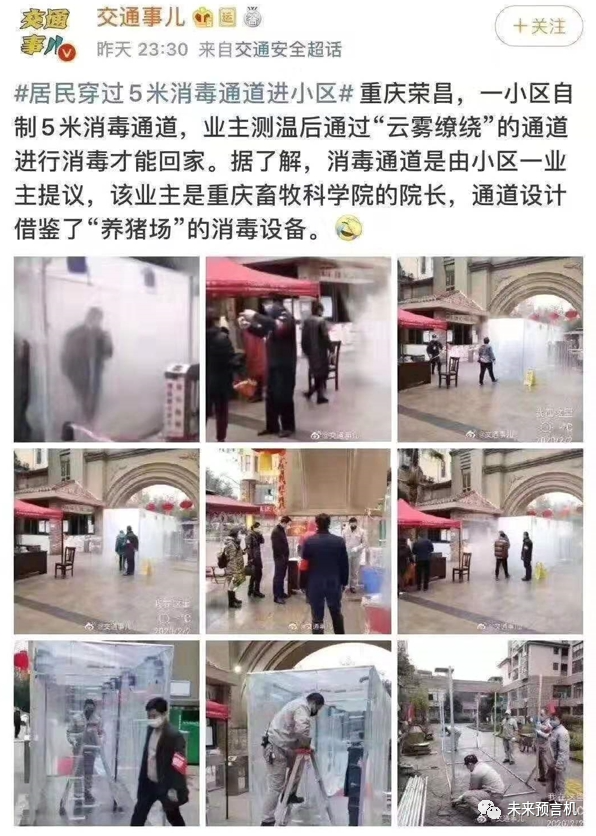 交通
事儿
交通事儿
昨天 23:30 来自交通安全超话
+关注
#居民穿过5米消毒通道进小区# 重庆荣昌，一小区自
制5米消毒通道，业主测温后通过“云雾缭绕”的通道
进行消毒才能回家。据了解，消毒通道是由小区一业
主提议，该业主是重庆畜牧科学院的院长，通道设计
借鉴了“养猪场”的消毒设备。
@交通事儿
@交通事儿
@交通事儿
@交通事儿
@交通事儿
未来预言机